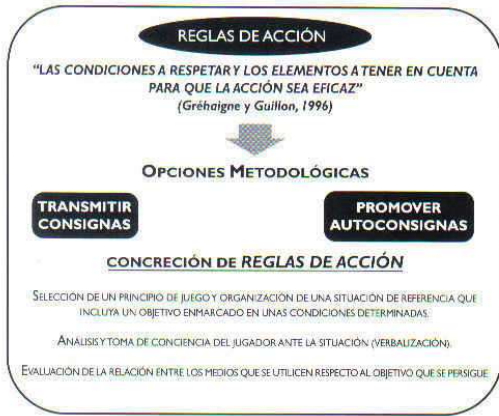 REGLAS DE ACCIÓN
"LAS CONDICIONES A RESPETAR Y LOS ELEMENTOS A TENER EN CUENTA
PARA QUE LA ACCIÓN SEA EFICAZ"
(Gréhaigne y Guillon, 1996)
OPCIONES METODOLÓGICAS
TRANSMITIR
CONSIGNAS
PROMOVER
AUTOCONSIGNAS
CONCRECIÓN DE REGLAS DE ACCIÓN
SELECCIÓN DE UN PRINCIPIO DE JUEGO Y ORGANIZACIÓN DE UNA SITUACIÓN DE REFERENCIA QUE
INCLUYA UN OBJETIVO ENMARCADO EN UNAS CONDICIONES DETERMINADAS.
ANÁLISIS Y TOMA DE CONCIENCIA DEL JUGADOR ANTE LA SITUACIÓN (VERBALIZACIÓN).
EVALUACIÓN DE LA RELACIÓN ENTRE LOS MEDIOS QUE SE UTILICEN RESPECTO AL OBJETIVO QUE SE PERSIGUE